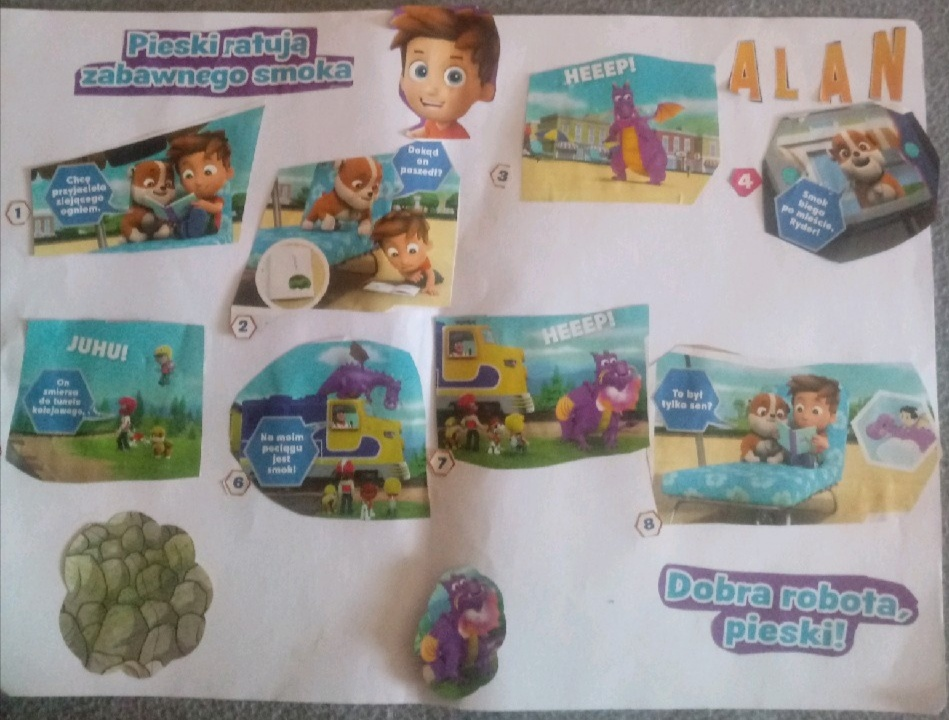 Pieski ratują
zabawnego smoka
ALAN
1
Chcę
przyjaciela
ziejącego
ogniem.
2
Dokąd
on
poszedł?
3
HEEEP!
4
Smok
biega
po mieście,
Ryder!
JUHU!
On
zmierza
do tunelu
kolejowego.
6
Na moim
pociągu
jest
smok!
7
HEEEP!
8
To był
tylko sen?
Dobra robota,
pieski!